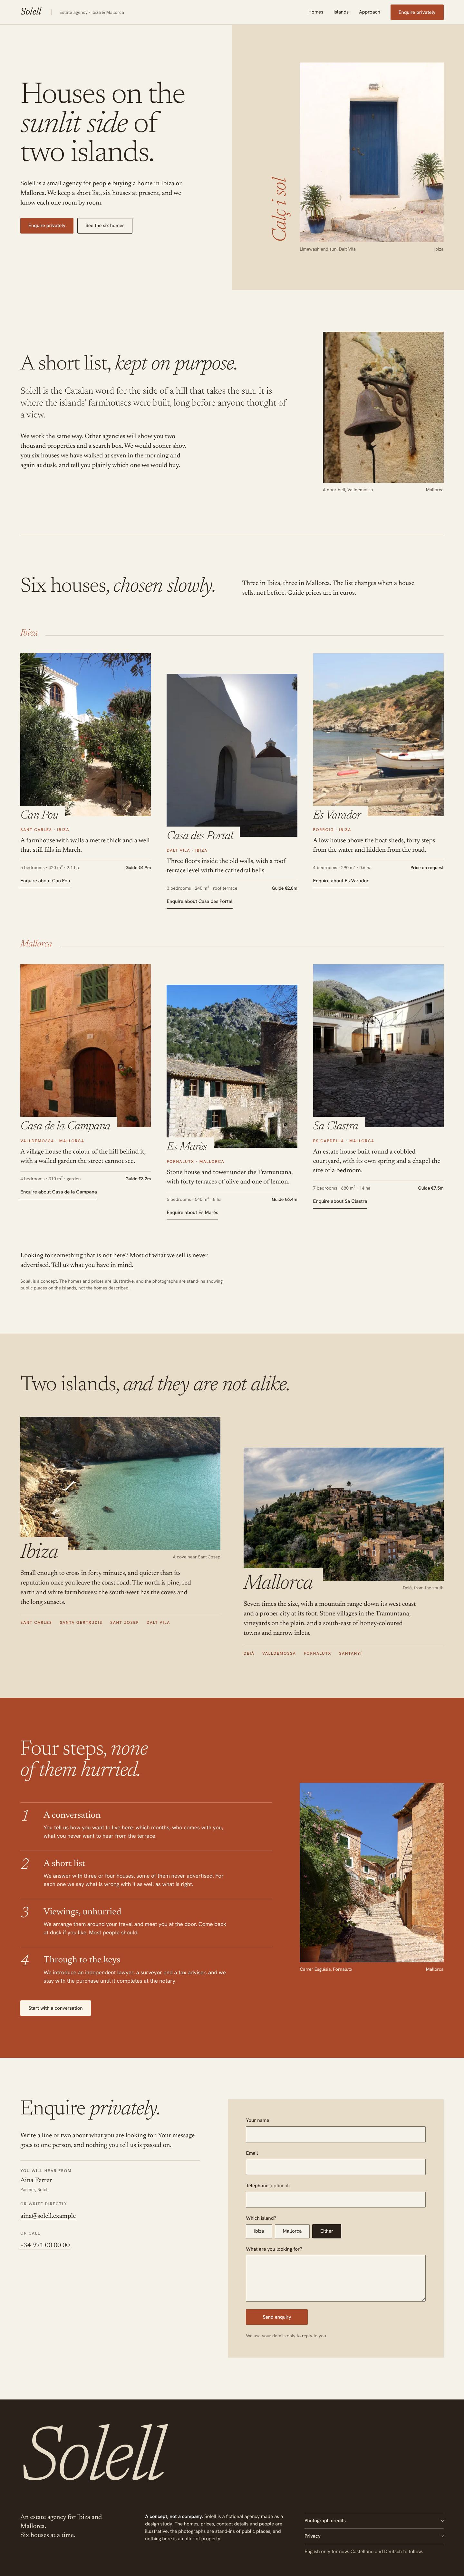 Solell
Estate agency · Ibiza & Mallorca
Homes
Islands
Approach
Enquire privately
Houses on the
sunlit side of
two islands.
Solell is a small agency for people buying a home in Ibiza or
Mallorca. We keep a short list, six houses at present, and we
know each one room by room.
Enquire privately
See the six homes
Calç i sol
Limewash and sun, Dalt Vila
Ibiza
A short list, kept on purpose.
Solell is the Catalan word for the side of a hill that takes the sun. It is
where the islands' farmhouses were built, long before anyone thought of
a view.
We work the same way. Other agencies will show you two
thousand properties and a search box. We would sooner show
you six houses we have walked at seven in the morning and
again at dusk, and tell you plainly which one we would buy.
A door bell, Valldemossa
Mallorca
Six houses, chosen slowly.
Three in Ibiza, three in Mallorca. The list changes when a house
sells, not before. Guide prices are in euros.
Ibiza
Can Pou
SANT CARLES · IBIZA
A farmhouse with walls a metre thick and a well
that still fills in March.
5 bedrooms · 420 m² · 2.1 ha
Guide €4.9m
Enquire about Can Pou
Casa des Portal
DALT VILA · IBIZA
Three floors inside the old walls, with a roof
terrace level with the cathedral bells.
3 bedrooms · 240 m² · roof terrace
Guide €2.8m
Enquire about Casa des Portal
Es Varador
PORROIG · IBIZA
A low house above the boat sheds, forty steps
from the water and hidden from the road.
4 bedrooms · 290 m² · 0.6 ha
Price on request
Enquire about Es Varador
Mallorca
Casa de la Campana
VALLDEMOSSA · MALLORCA
A village house the colour of the hill behind it,
with a walled garden the street cannot see.
4 bedrooms · 310 m² · garden
Guide €3.2m
Enquire about Casa de la Campana
Es Marès
FORNALUTX · MALLORCA
Stone house and tower under the Tramuntana,
with forty terraces of olive and one of lemon.
6 bedrooms · 540 m² · 8 ha
Guide €6.4m
Enquire about Es Marès
Sa Clastra
ES CAPDELLÀ · MALLORCA
An estate house built round a cobbled
courtyard, with its own spring and a chapel the
size of a bedroom.
7 bedrooms · 680 m² · 14 ha
Guide €7.5m
Enquire about Sa Clastra
Looking for something that is not here? Most of what we sell is never
advertised. Tell us what you have in mind.
Solell is a concept. The homes and prices are illustrative, and the photographs are stand-ins showing
public places on the islands, not the homes described.
Two islands, and they are not alike.
Ibiza
A cove near Sant Josep
Small enough to cross in forty minutes, and quieter than its
reputation once you leave the coast road. The north is pine, red
earth and white farmhouses; the south-west has the coves and
the long sunsets.
SANT CARLES
SANTA GERTRUDIS
SANT JOSEP
DALT VILA
Mallorca
Deià, from the south
Seven times the size, with a mountain range down its west coast
and a proper city at its foot. Stone villages in the Tramuntana,
vineyards on the plain, and a south-east of honey-coloured
towns and narrow inlets.
DEIÀ
VALLDEMOSSA
FORNALUTX
SANTANYÍ
Four steps, none
of them hurried.
1
A conversation
You tell us how you want to live here: which months, who comes with you,
what you never want to hear from the terrace.
2
A short list
We answer with three or four houses, some of them never advertised. For
each one we say what is wrong with it as well as what is right.
3
Viewings, unhurried
We arrange them around your travel and meet you at the door. Come back
at dusk if you like. Most people should.
4
Through to the keys
We introduce an independent lawyer, a surveyor and a tax adviser, and we
stay with the purchase until it completes at the notary.
Start with a conversation
Carrer Església, Fornalutx
Mallorca
Enquire privately.
Write a line or two about what you are looking for. Your message
goes to one person, and nothing you tell us is passed on.
YOU WILL HEAR FROM
Aina Ferrer
Partner, Solell
OR WRITE DIRECTLY
aina@solell.example
OR CALL
+34 971 00 00 00
Your name
Email
Telephone (optional)
Which island?
Ibiza
Mallorca
Either
What are you looking for?
Send enquiry
We use your details only to reply to you.
Solell
An estate agency for Ibiza and
Mallorca.
Six houses at a time.
A concept, not a company. Solell is a fictional agency made as a
design study. The homes, prices, contact details and people are
illustrative, the photographs are stand-ins of public places, and
nothing here is an offer of property.
Photograph credits
Privacy
English only for now. Castellano and Deutsch to follow.